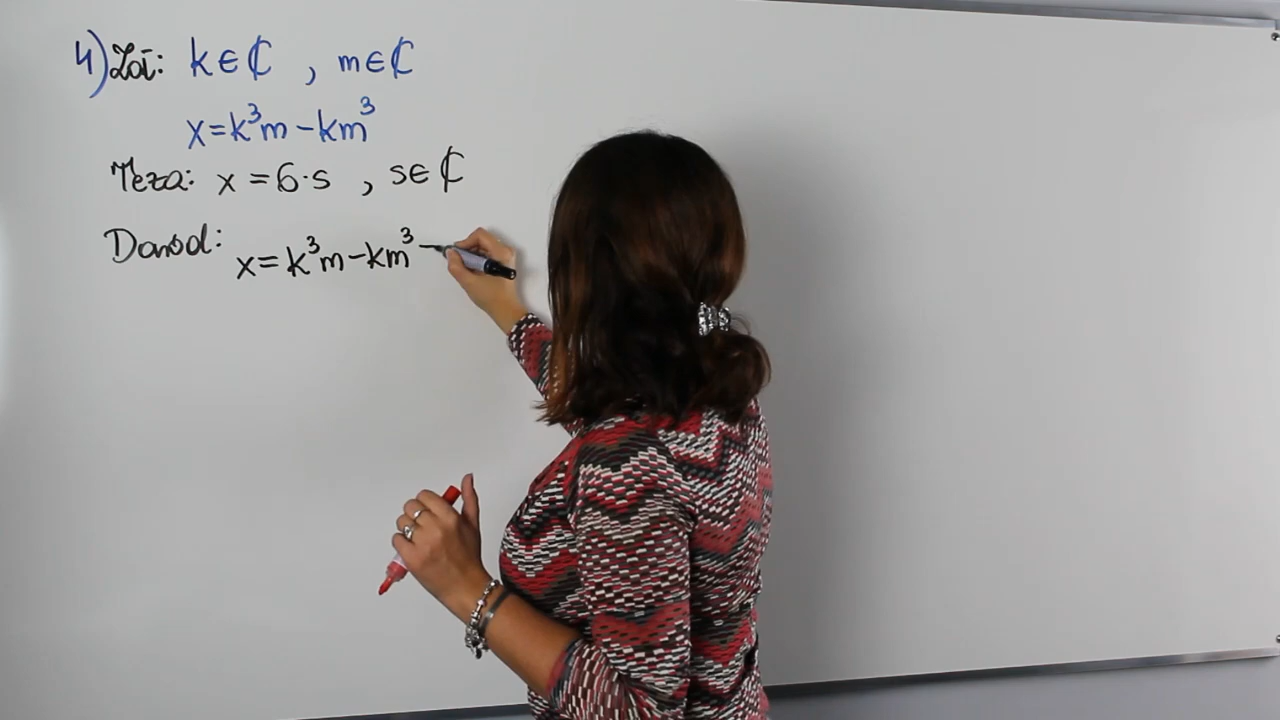 4) Zał: k∈ℂ , m∈ℂ
x=k³m-km³
Teza: x=6·s , s∈ℂ
Dowód: x=k³m-km³